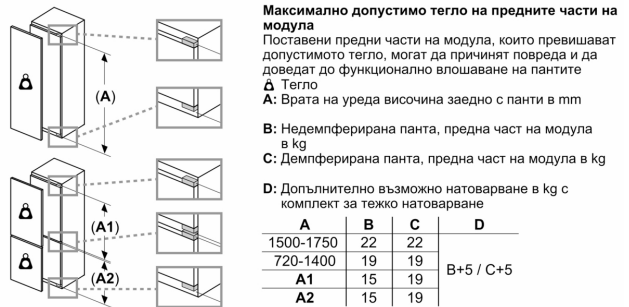 Максимално допустимо тегло на предните части на
модула
Поставени предни части на модула, които превишават
допустимото тегло, могат да причинят повреда и да
доведат до функционално влошаване на пантите
Тегло
A: Врата на уреда височина заедно с панти в mm
B: Недемпферирана панта, предна част на модула
в kg
C: Демпферирана панта, предна част на модула в kg
D: Допълнително възможно натоварване в kg с
комплект за тежко натоварване
A B C D
1500-1750 22 22
720-1400 19 19
A1 15 19
A2 15 19
B+5 / C+5
(A)
(A1)
(A2)